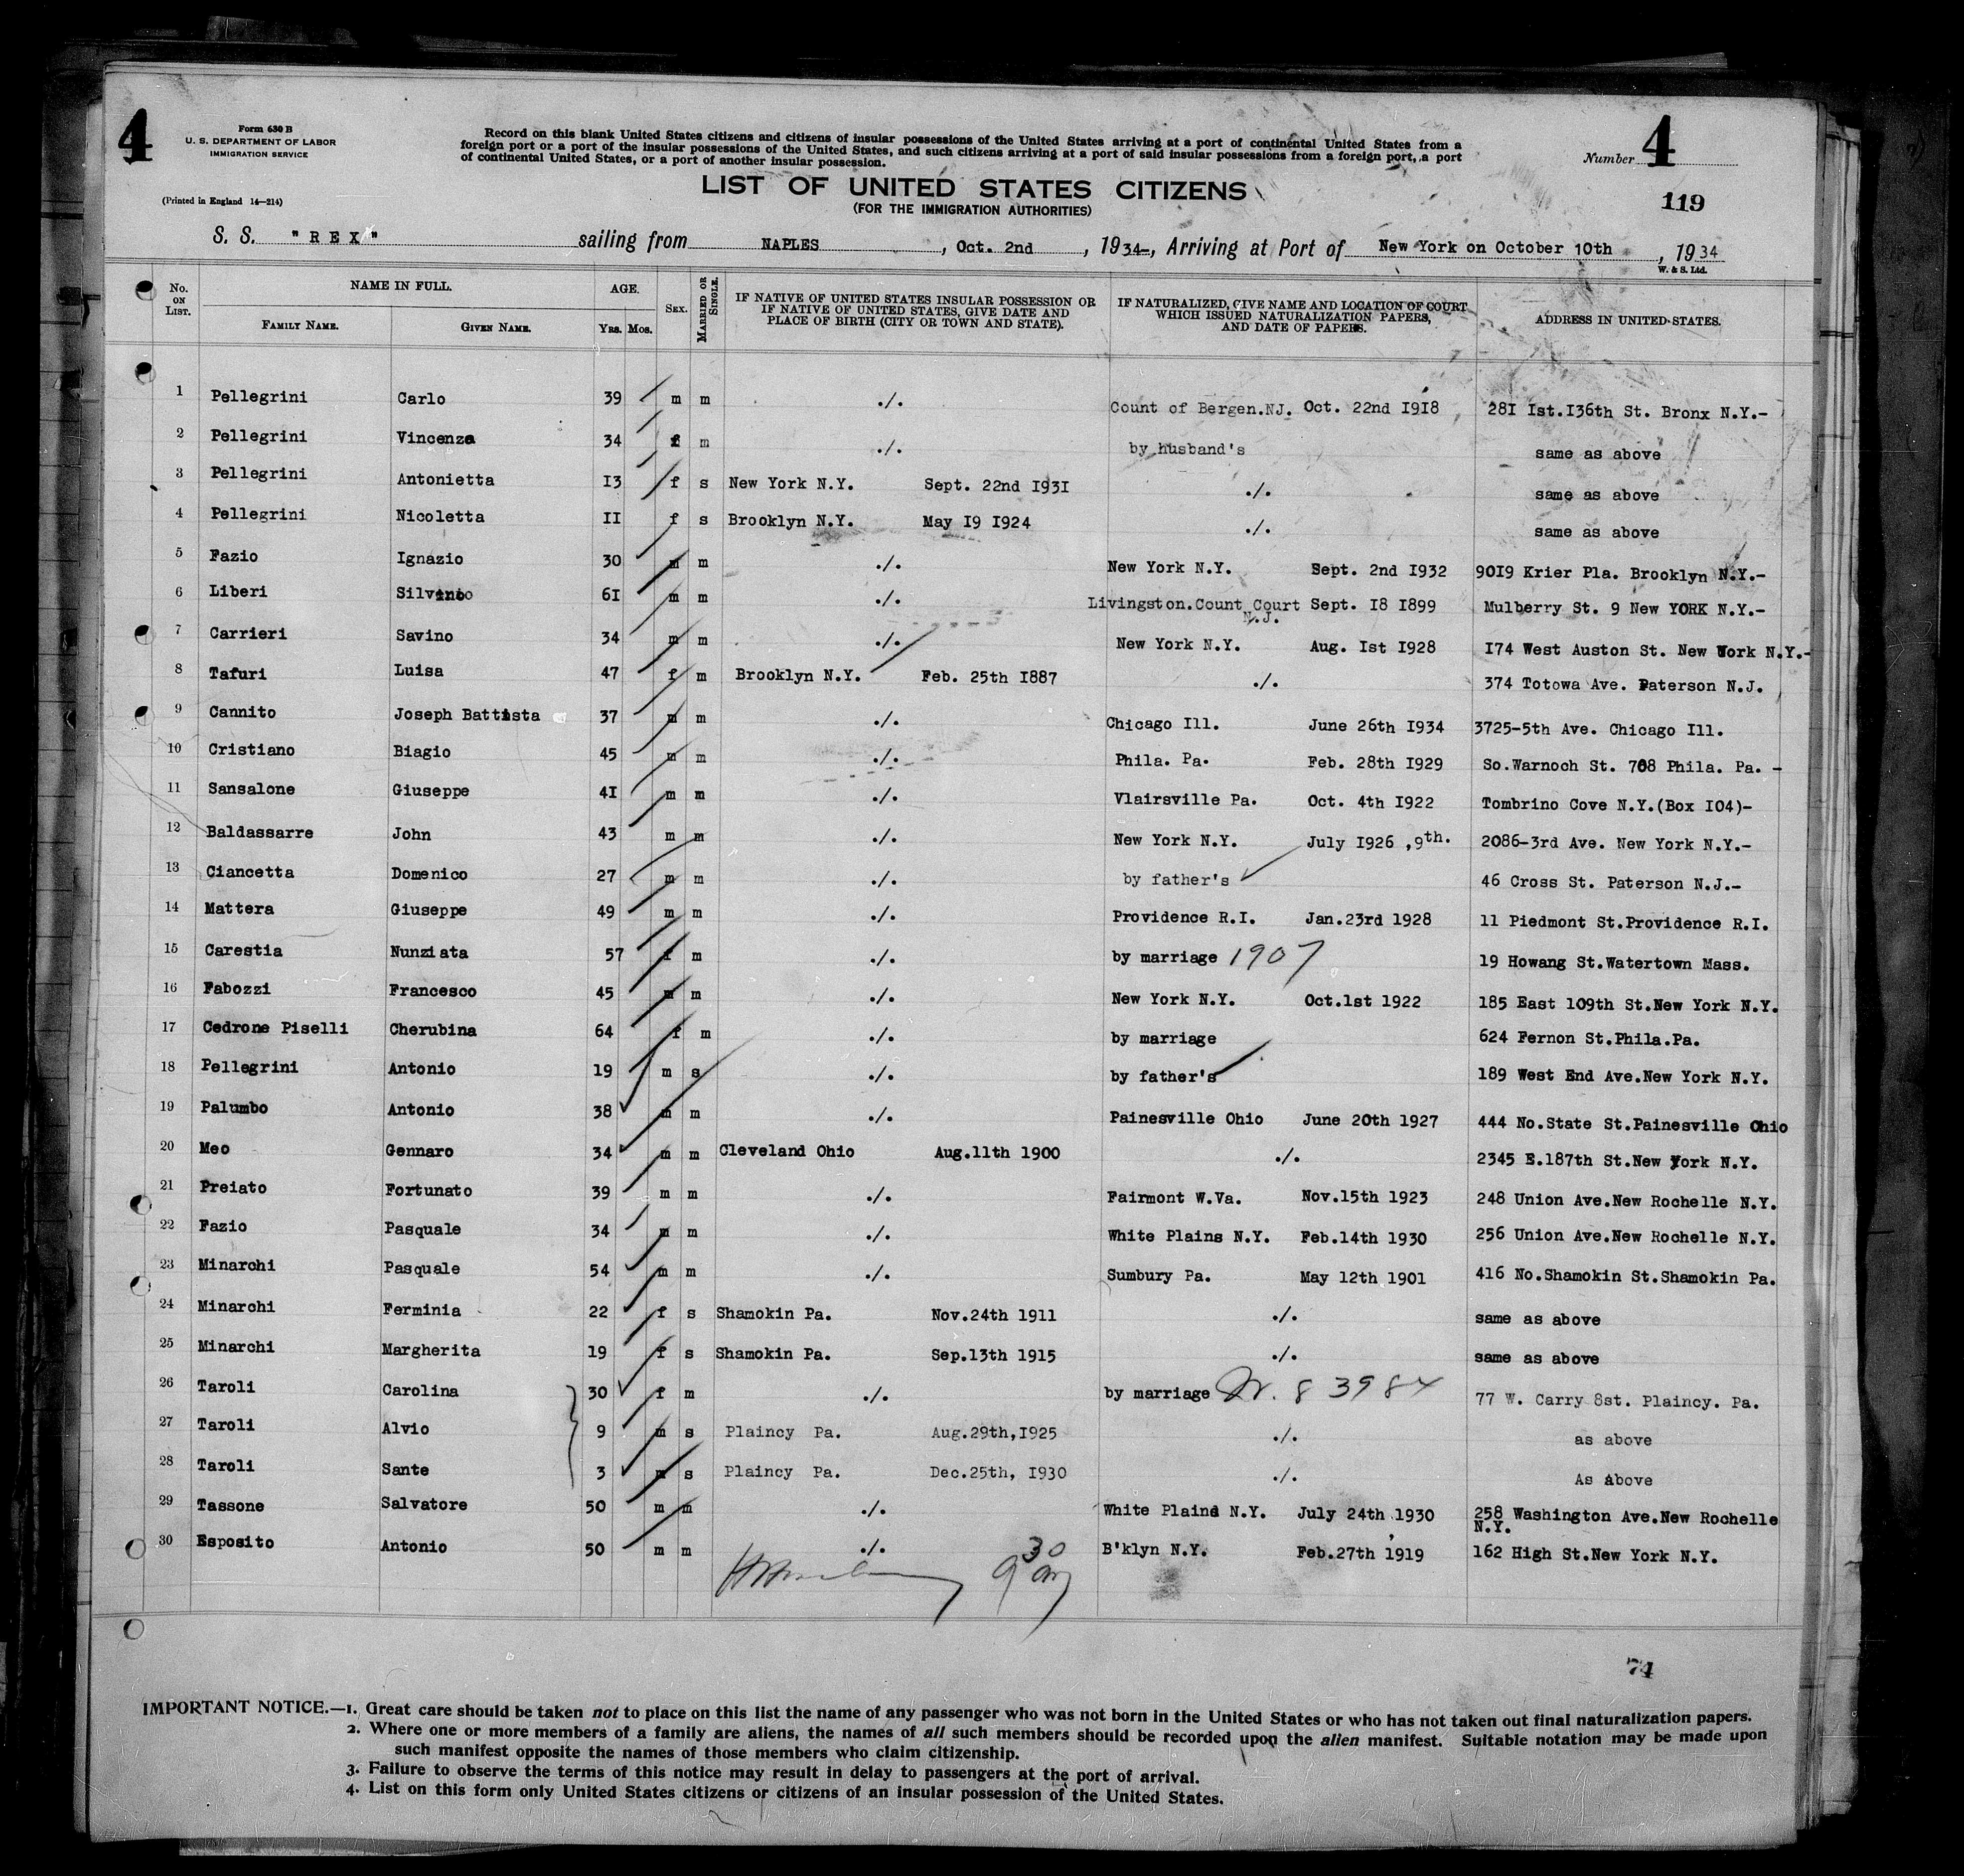 4
Form 630 B
U. S. DEPARTMENT OF LABOR
IMMIGRATION SERVICE
(Printed in England 14—214)
Record on this blank United States citizens and citizens of insular possessions of the United States arriving at a port of continental United States from a
foreign port or a port of the insular possessions of the United States, and such citizens arriving at a port of said insular possessions from a foreign port, a port
of continental United States, or a port of another insular possession.
LIST OF UNITED STATES CITIZENS
(FOR THE IMMIGRATION AUTHORITIES)
Number 4
119
S. S. "REX" sailing from NAPLES, Oct. 2nd, 1934-, Arriving at Port of New York on October 10th, 1934
W. & S. Ltd.
No. ON LIST. NAME IN FULL. FAMILY NAME. GIVEN NAME. AGE. YRS. MOS. SEX. MARRIED OR SINGLE. IF NATIVE OF UNITED STATES INSULAR POSSESSION OR IF NATIVE OF UNITED STATES, GIVE DATE AND PLACE OF BIRTH (CITY OR TOWN AND STATE). IF NATURALIZED, GIVE NAME AND LOCATION OF COURT WHICH ISSUED NATURALIZATION PAPERS, AND DATE OF PAPERS. ADDRESS IN UNITED STATES.
1 Pellegrini Carlo 39 m m ./. Count of Bergen.NJ. Oct. 22nd I9I8 28I Ist.I36th St. Bronx N.Y.-
2 Pellegrini Vincenza 34 f m ./. by husband's same as above
3 Pellegrini Antonietta I3 f s New York N.Y. Sept. 22nd I93I ./. same as above
4 Pellegrini Nicoletta II f s Brooklyn N.Y. May I9 I924 ./. same as above
5 Fazio Ignazio 30 m m ./. New York N.Y. Sept. 2nd I932 90I9 Krier Pla. Brooklyn N.Y.-
6 Liberi 6I m m ./. Livingston.Count Court N.J. Sept. I8 I899 Mulberry St. 9 New YORK N.Y.-
7 Carrieri Savino 34 m m ./. New York N.Y. Aug. Ist I928 I74 West Auston St. New York N.Y.-
8 Tafuri Luisa 47 f m Brooklyn N.Y. Feb. 25th I887 ./. 374 Totowa Ave. Paterson N.J.
9 Cannito Joseph Battista 37 m m ./. Chicago Ill. June 26th I934 3725-5th Ave. Chicago Ill.
10 Cristiano Biagio 45 m m ./. Phila. Pa. Feb. 28th I929 So.Warnoch St. 708 Phila. Pa. -
11 Sansalone Giuseppe 4I m m ./. Vlairsville Pa. Oct. 4th I922 Tombrino Cove N.Y.(Box I04)-
12 Baldassarre John 43 m m ./. New York N.Y. July I926 ,9th. 2086-3rd Ave. New York N.Y.-
13 Ciancetta Domenico 27 m m ./. by father's 46 Cross St. Paterson N.J.-
14 Mattera Giuseppe 49 m m ./. Providence R.I. Jan.23rd 1928 11 Piedmont St.Providence R.I.
15 Carestia Nunziata 57 f m ./. by marriage 1907 19 Howang St.Watertown Mass.
16 Fabozzi Francesco 45 m m ./. New York N.Y. Oct.1st 1922 185 East 109th St.New York N.Y.
17 Cedrone Piselli Cherubina 64 f m ./. by marriage 624 Fernon St.Phila.Pa.
18 Pellegrini Antonio 19 m s ./. by father's 189 West End Ave.New York N.Y.
19 Palumbo Antonio 38 m m ./. Painesville Ohio June 20th 1927 444 No.State St.Painesville Ohio
20 Meo Gennaro 34 m m Cleveland Ohio Aug.11th 1900 ./. 2345 E.187th St.New York N.Y.
21 Preiato Fortunato 39 m m ./. Fairmont W.Va. Nov.15th 1923 248 Union Ave.New Rochelle N.Y.
22 Fazio Pasquale 34 m m ./. White Plains N.Y. Feb.14th 1930 256 Union Ave.New Rochelle N.Y.
23 Minarchi Pasquale 54 m m ./. Sumbury Pa. May 12th 1901 416 No.Shamokin St.Shamokin Pa.
24 Minarchi Ferminia 22 f s Shamokin Pa. Nov.24th 1911 ./. same as above
25 Minarchi Margherita 19 f s Shamokin Pa. Sep.13th 1915 ./. same as above
26 Taroli Carolina 30 f m ./. by marriage 83984 77 W. Carry 8st. Plaincy. Pa.
27 Taroli Alvio 9 m s Plaincy Pa. Aug.29th,I925 ./. as above
28 Taroli Sante 3 m s Plaincy Pa. Dec.25th, I930 ./. As above
29 Tassone Salvatore 50 m m ./. White Plains N.Y. July 24th 1930 258 Washington Ave.New Rochelle N.Y.
30 Esposito Antonio 50 m m ./. B'klyn N.Y. Feb.27th 1919 162 High St.New York N.Y.
74
IMPORTANT NOTICE.—1. Great care should be taken not to place on this list the name of any passenger who was not born in the United States or who has not taken out final naturalization papers.
2. Where one or more members of a family are aliens, the names of all such members should be recorded upon the alien manifest. Suitable notation may be made upon
such manifest opposite the names of those members who claim citizenship.
3. Failure to observe the terms of this notice may result in delay to passengers at the port of arrival.
4. List on this form only United States citizens or citizens of an insular possession of the United States.